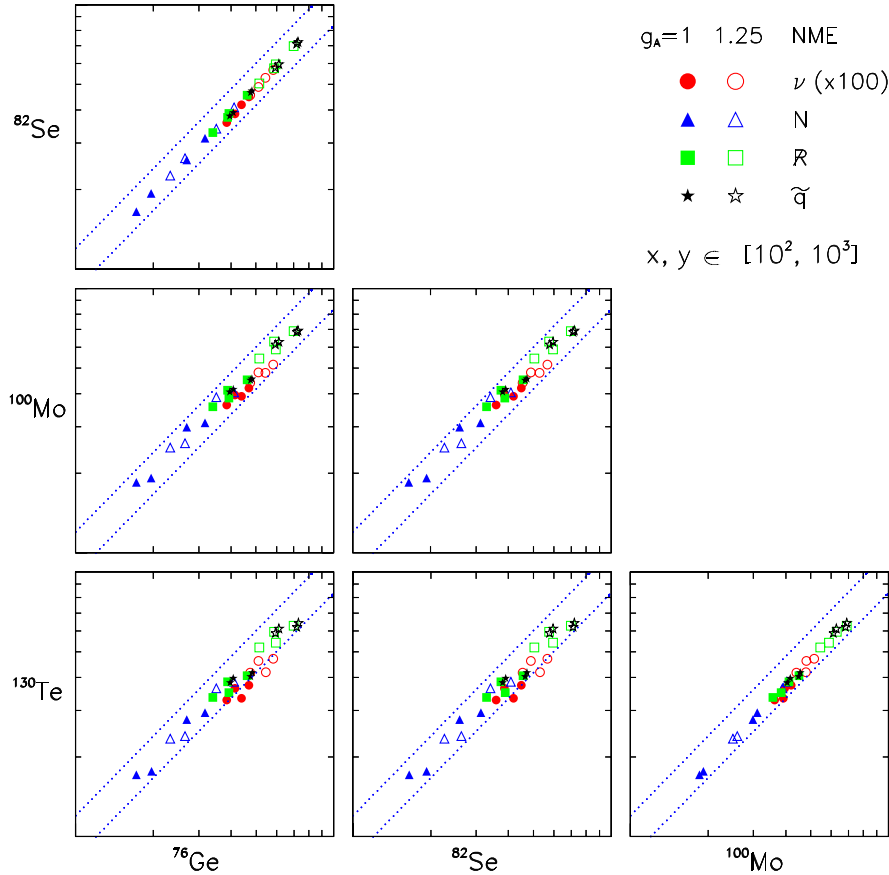 g_A=1 1.25 NME
ν (x100)
N
R̸
q̃
x, y ∈ [10², 10³]
⁸²Se
¹⁰⁰Mo
¹³⁰Te
⁷⁶Ge ⁸²Se ¹⁰⁰Mo